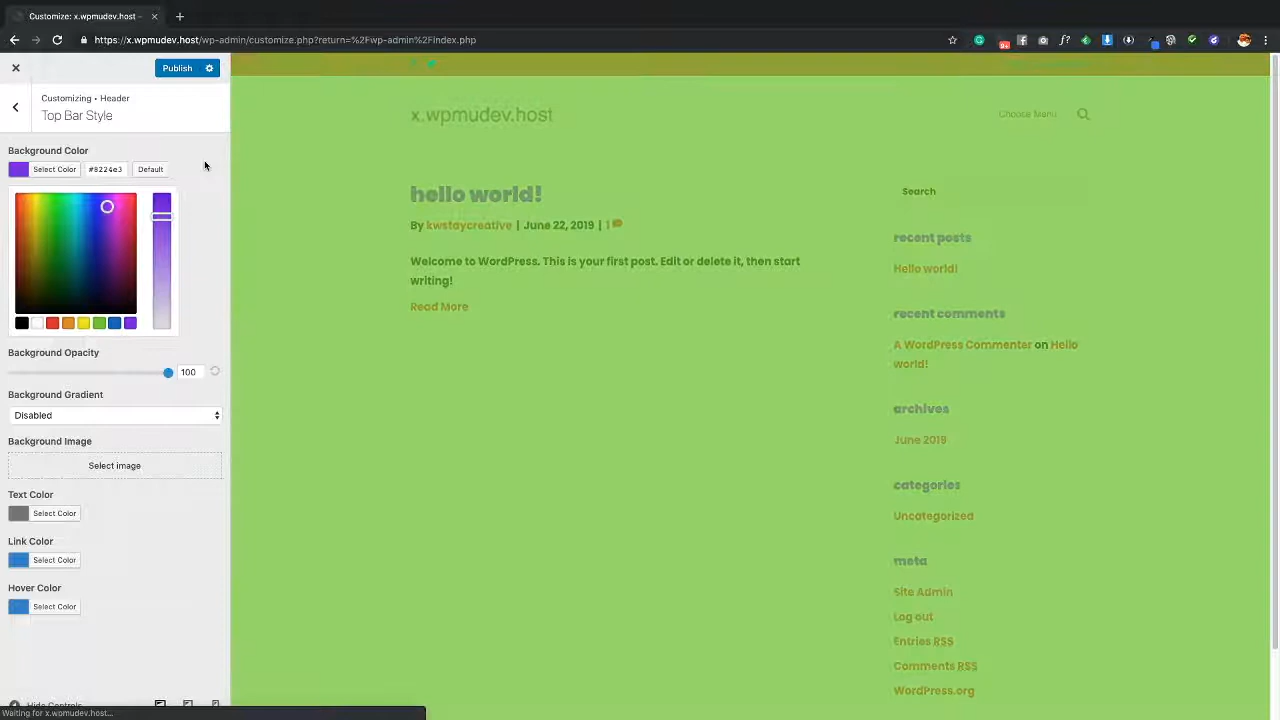 Customize: x.wpmudev.host –
https://x.wpmudev.host/wp-admin/customize.php?return=%2Fwp-admin%2Findex.php
Publish
Customizing • Header
Top Bar Style
Background Color
Select Color
#8224e3
Default
Background Opacity
100
Background Gradient
Disabled
Background Image
Select image
Text Color
Select Color
Link Color
Select Color
Hover Color
Select Color
Hide Controls
Waiting for x.wpmudev.host...
x.wpmudev.host
Choose Menu
hello world!
By kwstaycreative | June 22, 2019 | 1
Welcome to WordPress. This is your first post. Edit or delete it, then start
writing!
Read More
Search
recent posts
Hello world!
recent comments
A WordPress Commenter on Hello
world!
archives
June 2019
categories
Uncategorized
meta
Site Admin
Log out
Entries RSS
Comments RSS
WordPress.org